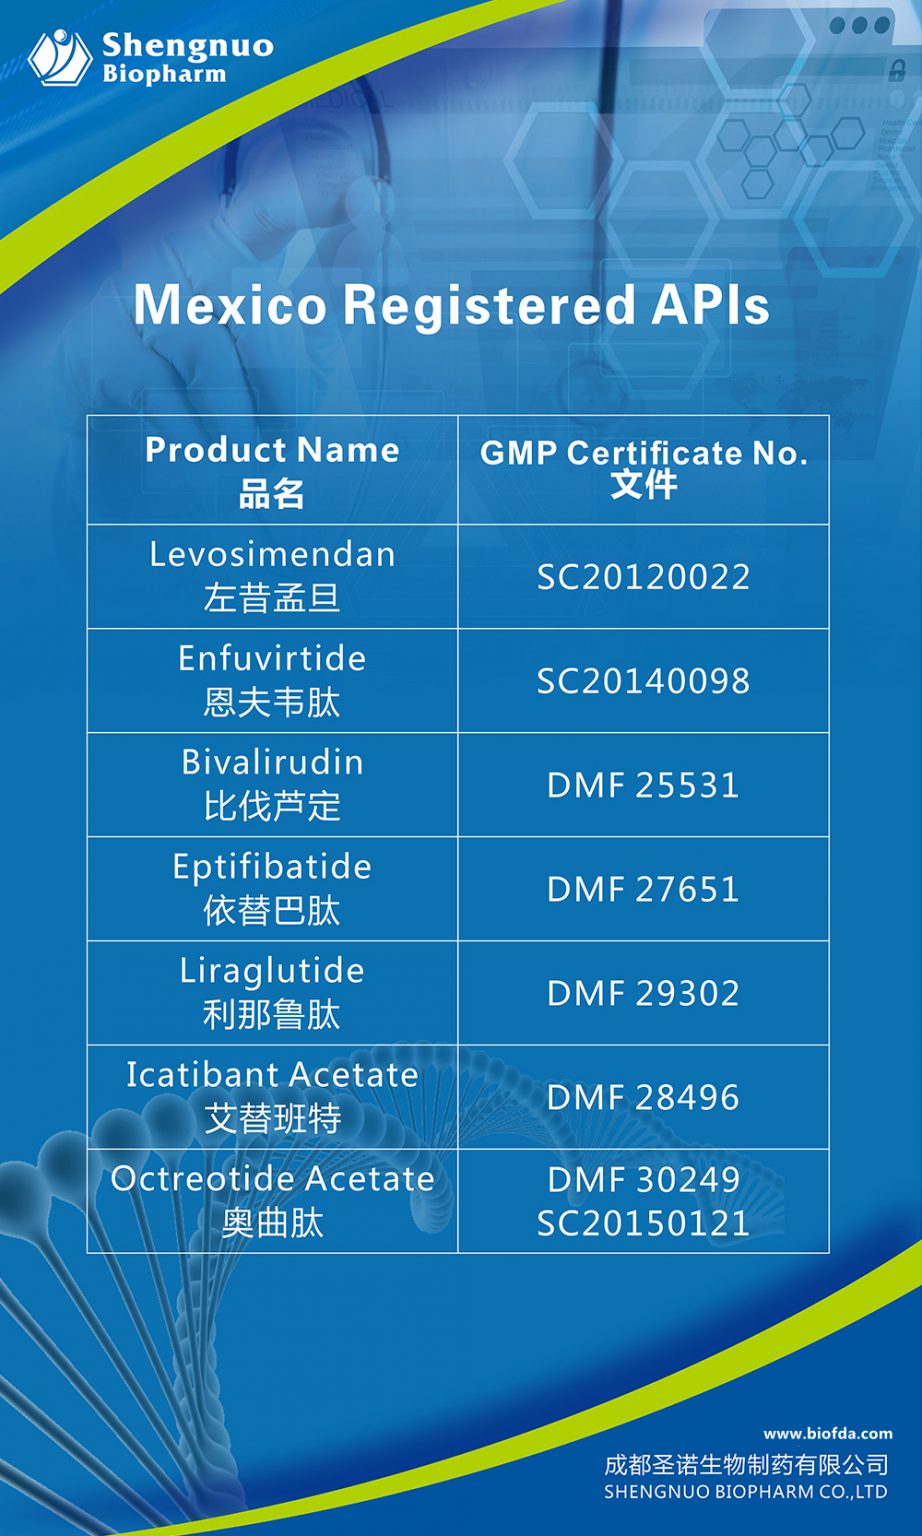 Shengnuo
Biopharm
MEDICAL
Mexico Registered APIs
Product Name
品名
GMP Certificate No.
文件
Levosimendan
左昔孟旦
SC20120022
Enfuvirtide
恩夫韦肽
SC20140098
Bivalirudin
比伐芦定
DMF 25531
Eptifibatide
依替巴肽
DMF 27651
Liraglutide
利那鲁肽
DMF 29302
Icatibant Acetate
艾替班特
DMF 28496
Octreotide Acetate
奥曲肽
DMF 30249
SC20150121
www.biofda.com
成都圣诺生物制药有限公司
SHENGNUO BIOPHARM CO.,LTD